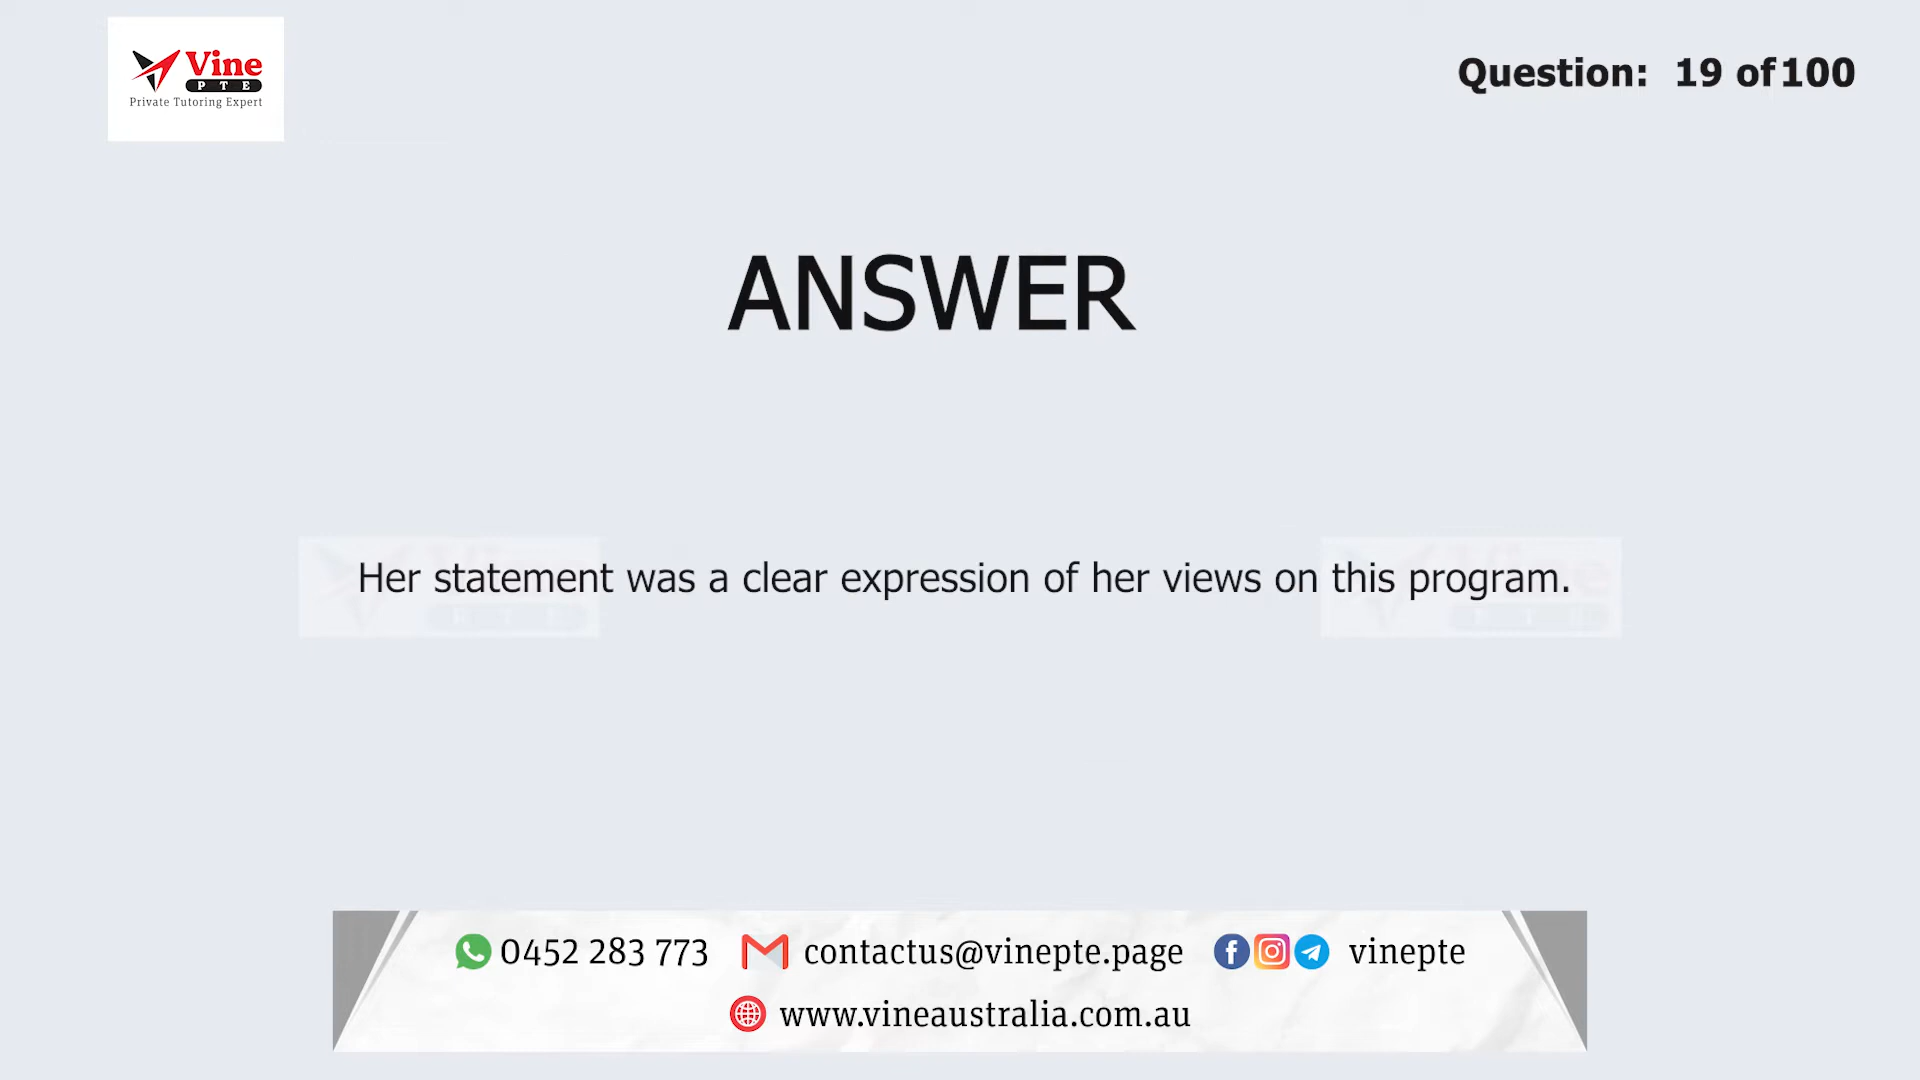 Vine
PTE
Private Tutoring Expert
Question: 19 of 100
ANSWER
Her statement was a clear expression of her views on this program.
0452 283 773 contactus@vinepte.page vinepte
www.vineaustralia.com.au